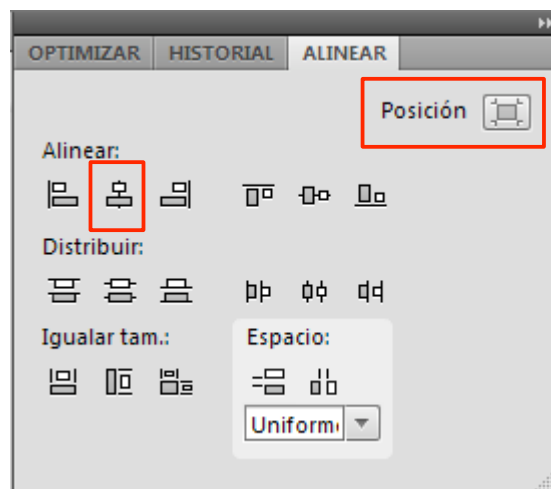 OPTIMIZAR HISTORIAL ALINEAR
Posición
Alinear:
Distribuir:
Igualar tam.: Espacio:
Uniform